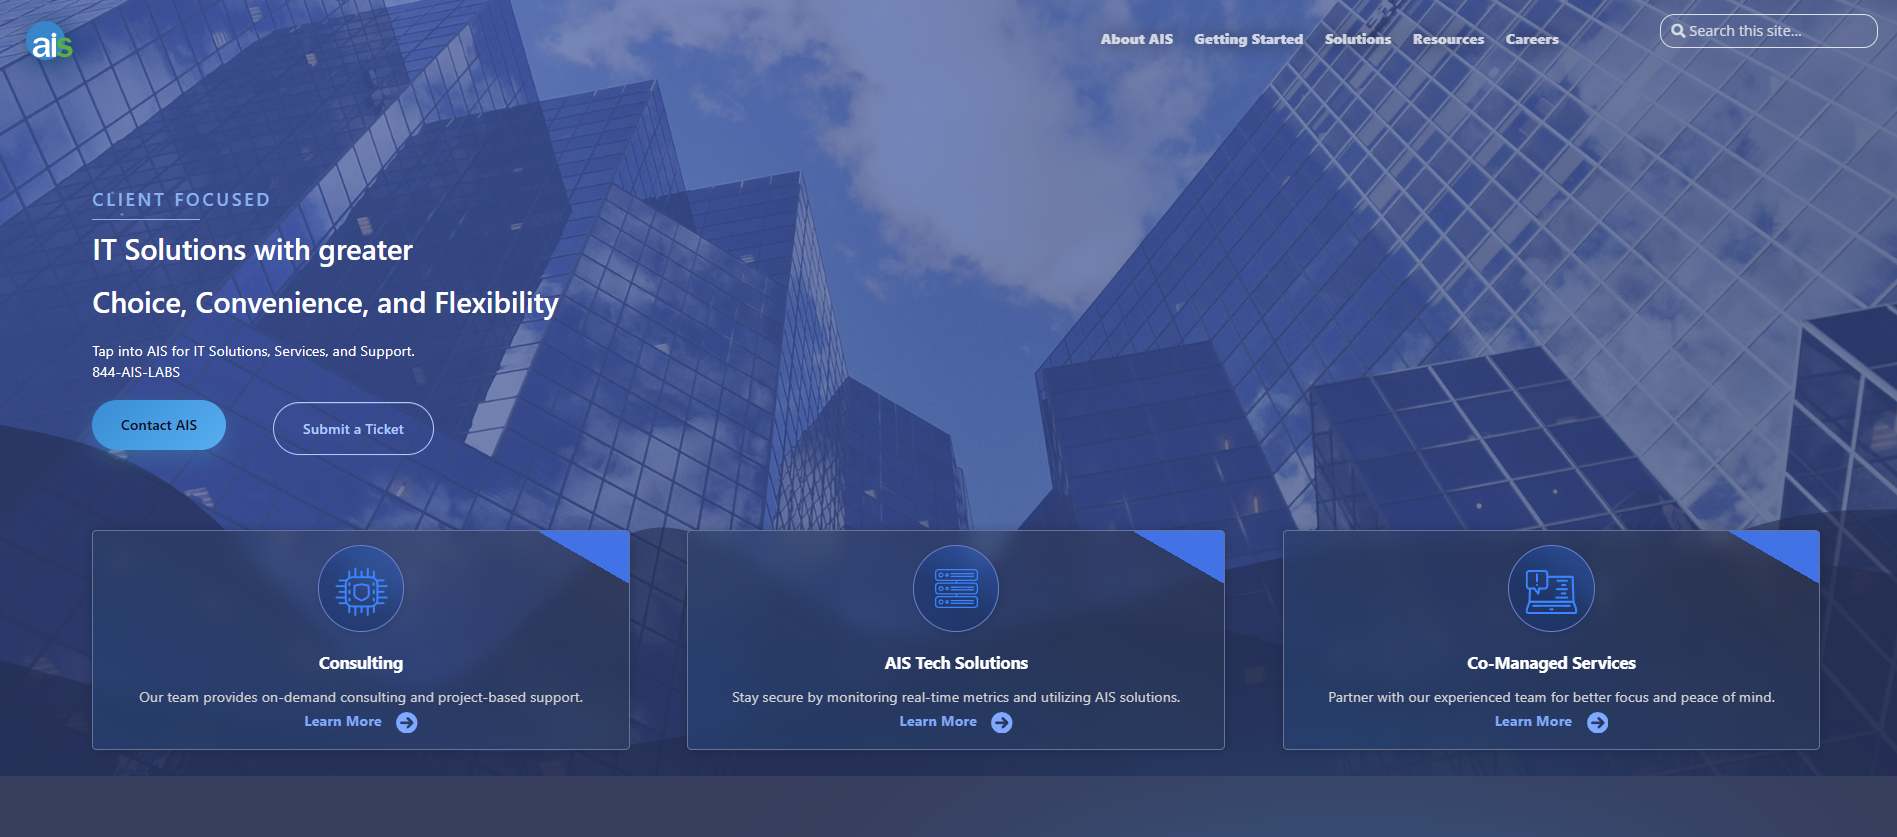 ais
About AIS
Getting Started
Solutions
Resources
Careers
Search this site...
CLIENT FOCUSED
IT Solutions with greater
Choice, Convenience, and Flexibility
Tap into AIS for IT Solutions, Services, and Support.
844-AIS-LABS
Contact AIS
Submit a Ticket
Consulting
Our team provides on-demand consulting and project-based support.
Learn More
AIS Tech Solutions
Stay secure by monitoring real-time metrics and utilizing AIS solutions.
Learn More
Co-Managed Services
Partner with our experienced team for better focus and peace of mind.
Learn More